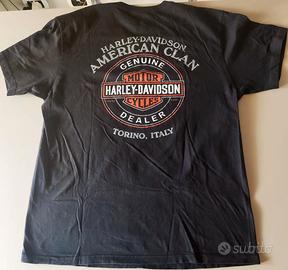 HARLEY-DAVIDSON
AMERICAN CLAN
GENUINE
MOTOR
HARLEY-DAVIDSON
CYCLES
DEALER
TORINO, ITALY
subito